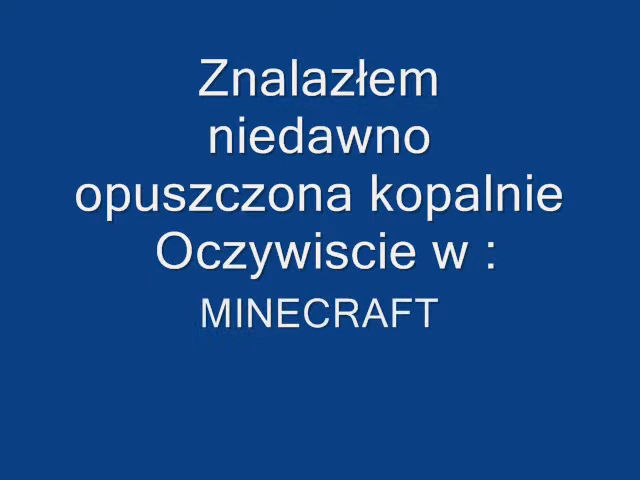 Znalazłem
niedawno
opuszczona kopalnie
Oczywiscie w :
MINECRAFT